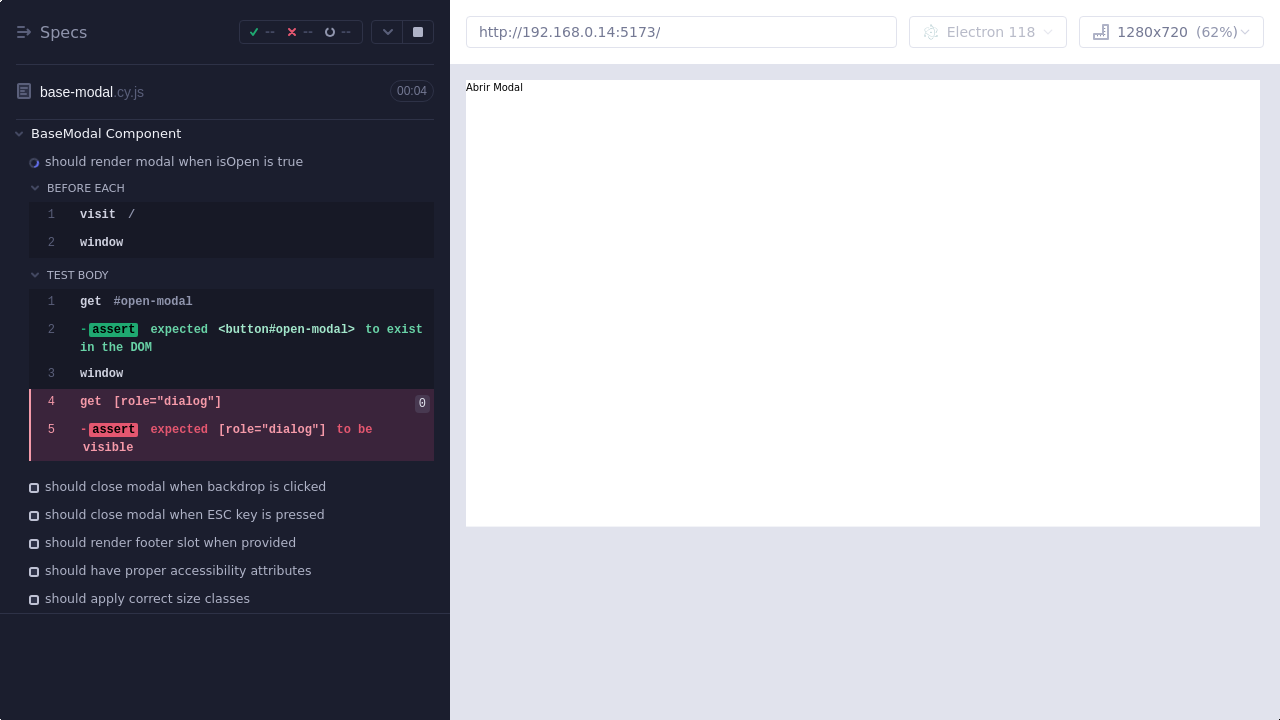 Specs
-- -- --
base-modal.cy.js
00:04
BaseModal Component
should render modal when isOpen is true
BEFORE EACH
1 visit /
2 window
TEST BODY
1 get #open-modal
2 -assert expected <button#open-modal> to exist
in the DOM
3 window
4 get [role="dialog"] 0
5 -assert expected [role="dialog"] to be
visible
should close modal when backdrop is clicked
should close modal when ESC key is pressed
should render footer slot when provided
should have proper accessibility attributes
should apply correct size classes
http://192.168.0.14:5173/
Electron 118
1280x720 (62%)
Abrir Modal